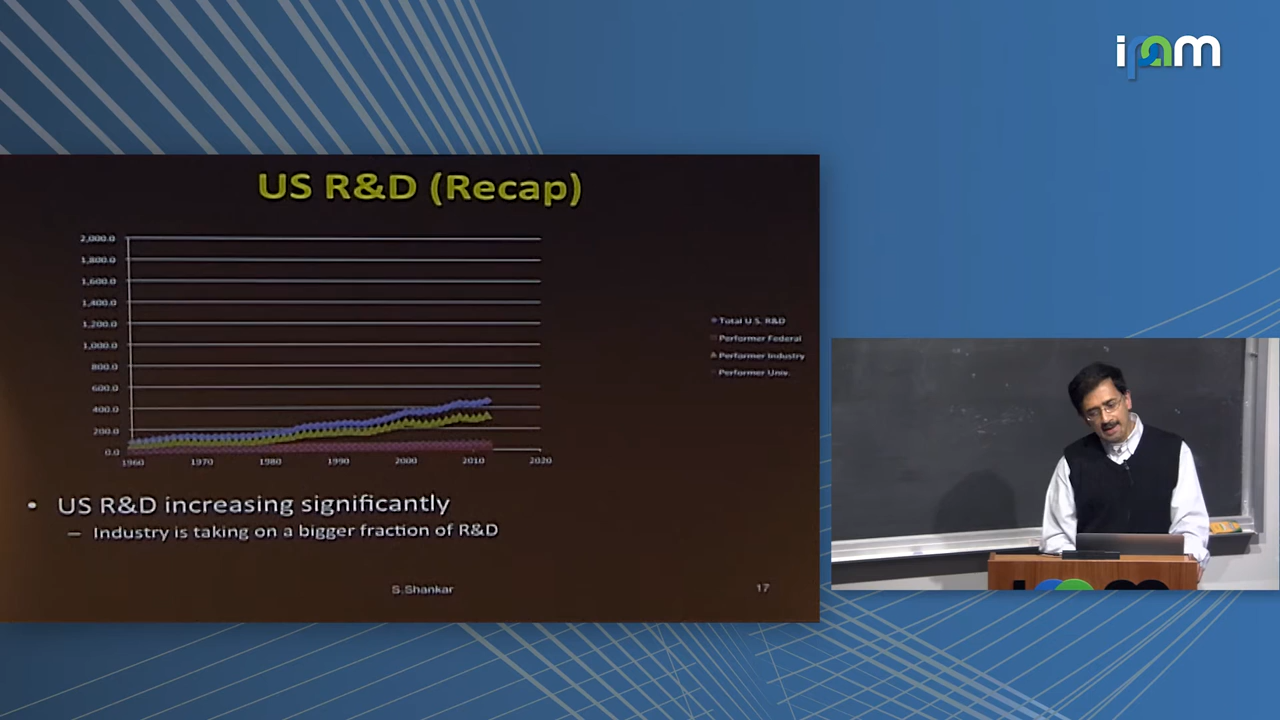 ipam
US R&D (Recap)
2,000.0
1,800.0
1,600.0
1,400.0
1,200.0
1,000.0
800.0
600.0
400.0
200.0
0.0
1960 1970 1980 1990 2000 2010 2020
Total U.S. R&D
Performer Federal
Performer Industry
Performer Univ.
• US R&D increasing significantly
– Industry is taking on a bigger fraction of R&D
S.Shankar 17